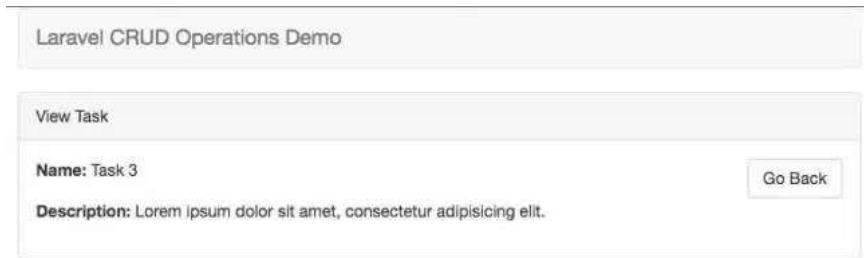 Laravel CRUD Operations Demo
View Task
Name: Task 3
Go Back
Description: Lorem ipsum dolor sit amet, consectetur adipisicing elit.